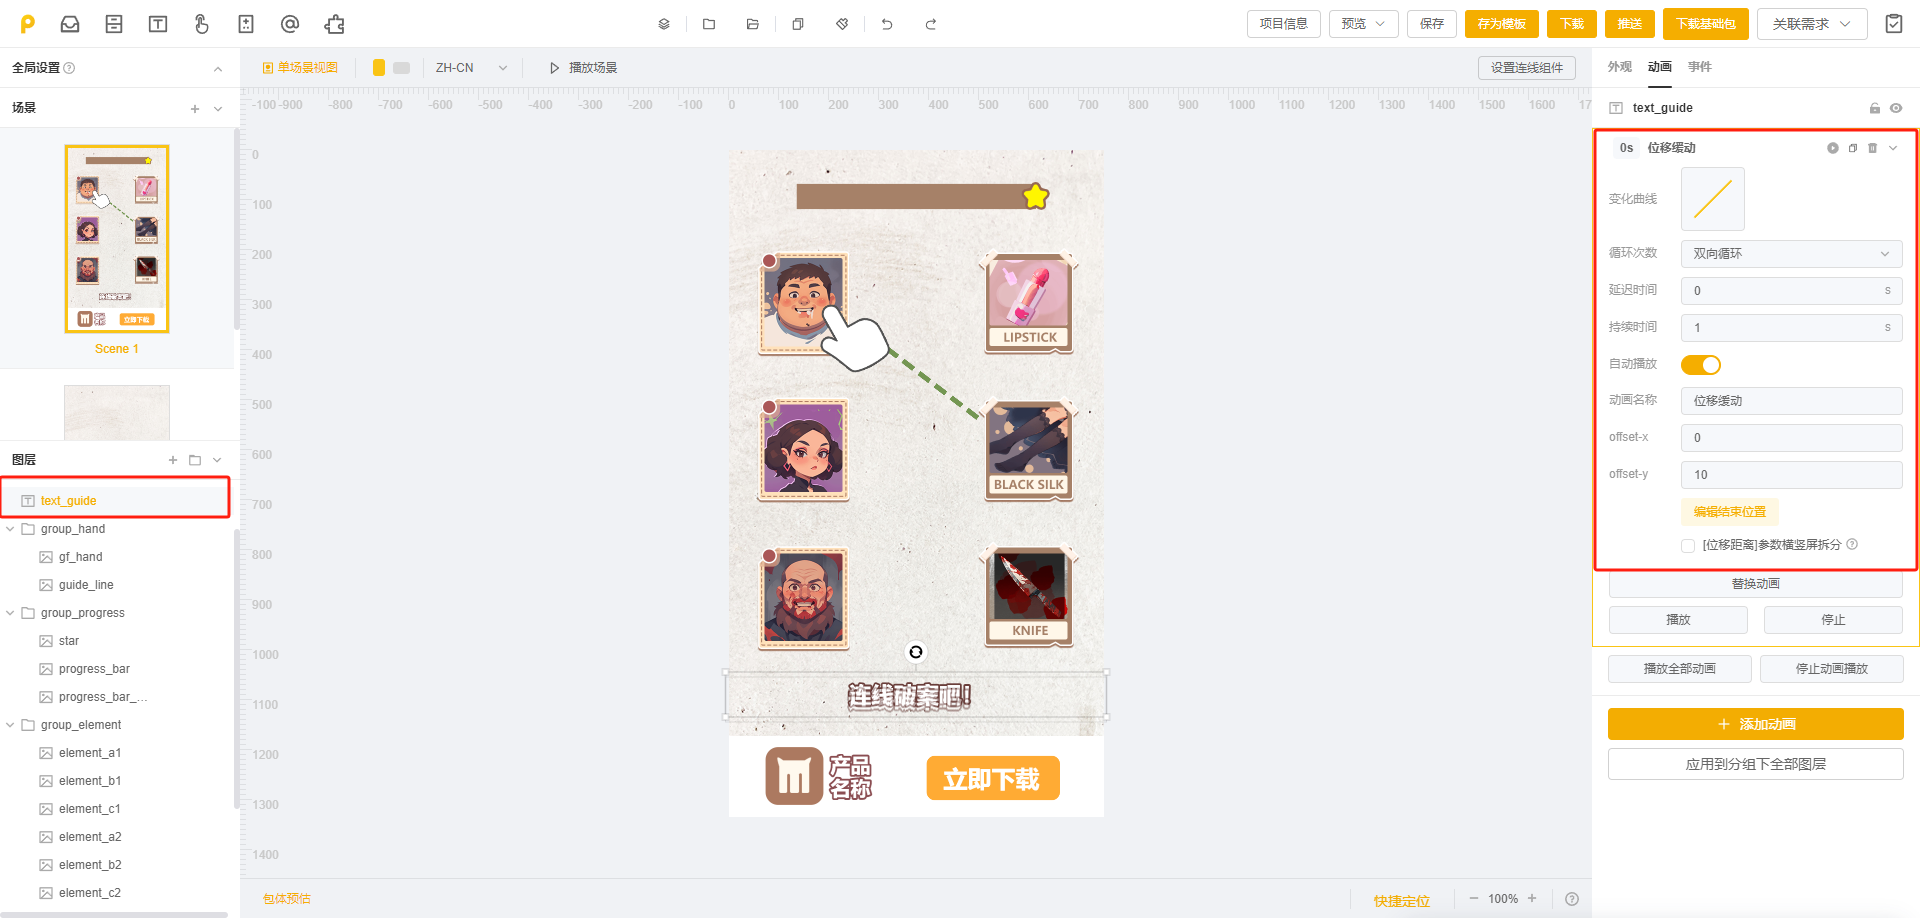 项目信息
预览
保存
存为模板
下载
推送
下载基础包
关联需求
全局设置
单场景视图
ZH-CN
播放场景
设置连线组件
外观
动画
事件
场景
-100
-900
-800
-700
-600
-500
-400
-300
-200
-100
0
100
200
300
400
500
600
700
800
900
1000
1100
1200
1300
1400
1500
1600
17
text_guide
0s
位移缓动
变化曲线
循环次数
双向循环
延迟时间
0
s
持续时间
1
s
自动播放
动画名称
位移缓动
offset-x
0
offset-y
10
编辑结束位置
[位移距离]参数横竖屏拆分
替换动画
播放
停止
播放全部动画
停止动画播放
添加动画
应用到分组下全部图层
Scene 1
图层
text_guide
group_hand
gf_hand
guide_line
group_progress
star
progress_bar
progress_bar_...
group_element
element_a1
element_b1
element_c1
element_a2
element_b2
element_c2
0
100
200
300
400
500
600
700
800
900
1000
1100
1200
1300
1400
LIPSTICK
BLACK SILK
KNIFE
连线破案吧!
产品
名称
立即下载
包体预估
快捷定位
100%